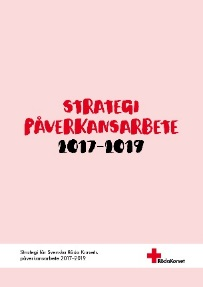 STRATEGI
PÅVERKANSARBETE
2017–2019
Strategi för Svenska Röda Korsets
påverkansarbete 2017–2019
RödaKorset